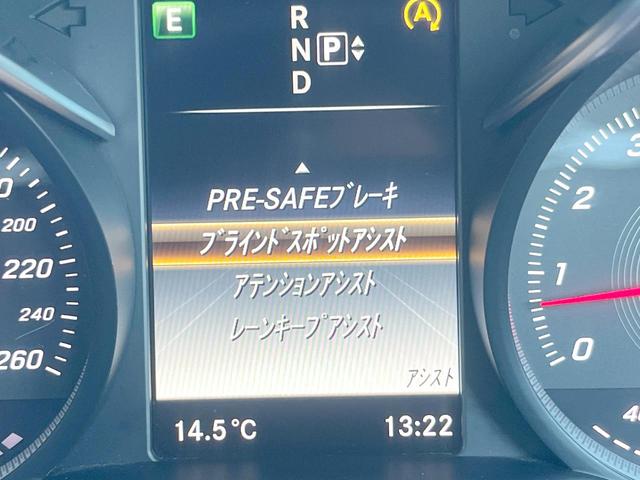 E
R
N P
D
A
PRE-SAFEブレーキ
ブラインドスポットアシスト
アテンションアシスト
レーンキープアシスト
アシスト
14.5°C 13:22
200
220
240
260
3
2
1
0